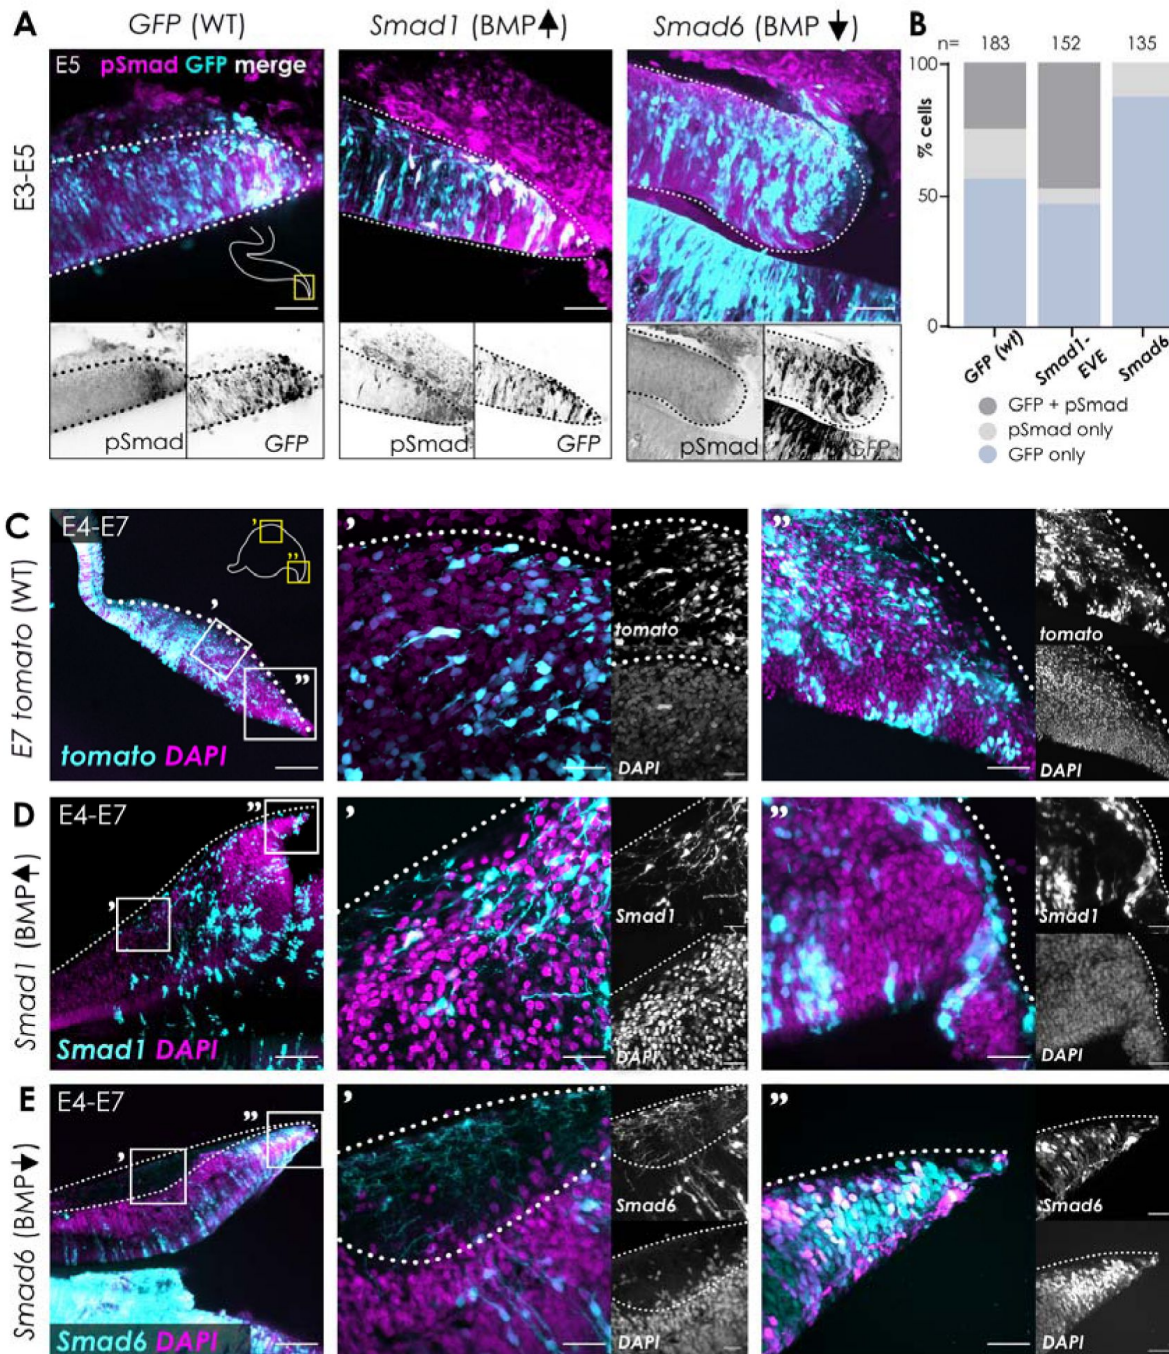 A
GFP (WT)
Smad1 (BMP↑)
Smad6 (BMP ↓)
E3-E5
E5 pSmad GFP merge
pSmad
GFP
pSmad
GFP
pSmad
GFP
B
n= 183 152 135
% cells
100
50
0
GFP (wt)
Smad1-
EVE
Smad6
GFP + pSmad
pSmad only
GFP only
C
E7 tomato (WT)
E4-E7
’
’’
’
’’
tomato DAPI
’
tomato
DAPI
’’
tomato
DAPI
D
Smad1 (BMP↑)
E4-E7
’’
’
Smad1 DAPI
’
Smad1
DAPI
’’
Smad1
DAPI
E
Smad6 (BMP↓)
E4-E7
’’
’
Smad6 DAPI
’
Smad6
DAPI
’’
Smad6
DAPI